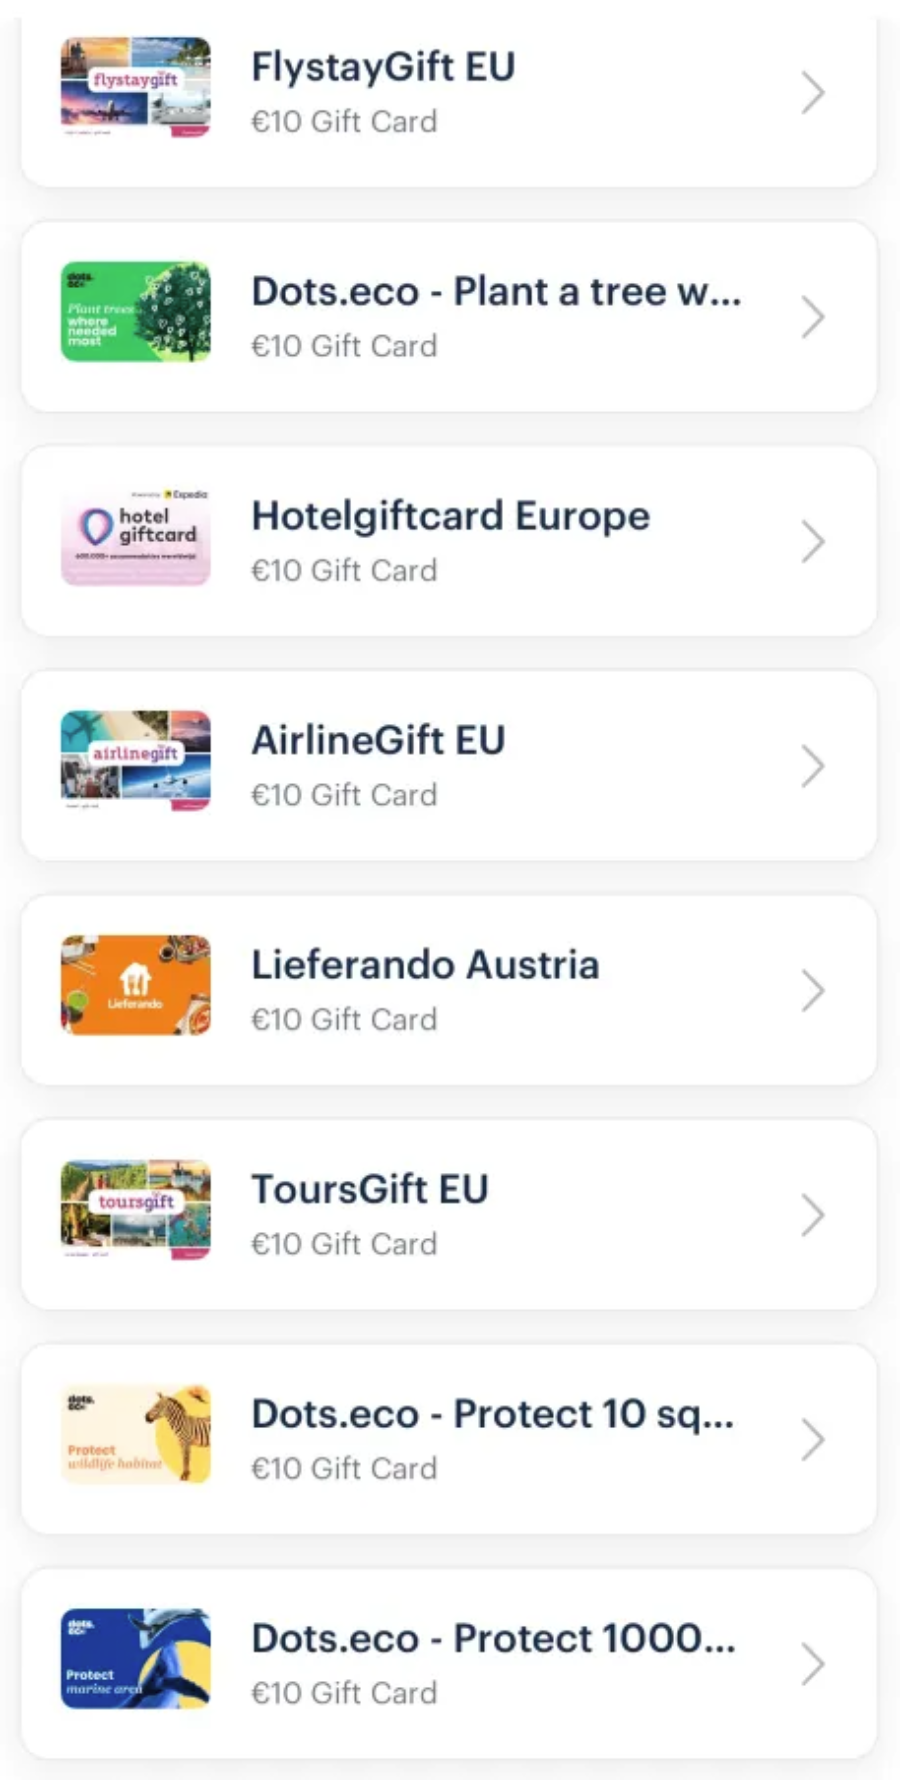 flystaygift
FlystayGift EU
€10 Gift Card
dots.
eco
Plant trees
where
needed
most
Dots.eco - Plant a tree w...
€10 Gift Card
Powered by Expedia
hotel
giftcard
Hotelgiftcard Europe
€10 Gift Card
airlinegift
AirlineGift EU
€10 Gift Card
Lieferando
Lieferando Austria
€10 Gift Card
toursgift
ToursGift EU
€10 Gift Card
dots.
eco
Protect
wildlife habitat
Dots.eco - Protect 10 sq...
€10 Gift Card
dots.
eco
Protect
marine area
Dots.eco - Protect 1000...
€10 Gift Card